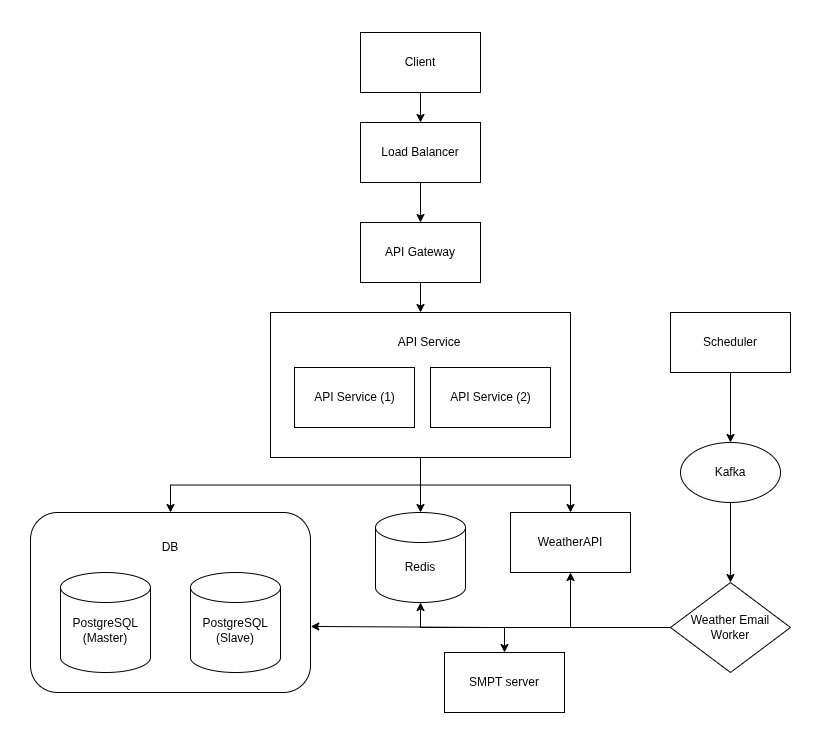 Client
Load Balancer
API Gateway
API Service
Scheduler
API Service (1)
API Service (2)
Kafka
DB
Redis
WeatherAPI
PostgreSQL
(Master)
PostgreSQL
(Slave)
Weather Email
Worker
SMPT server